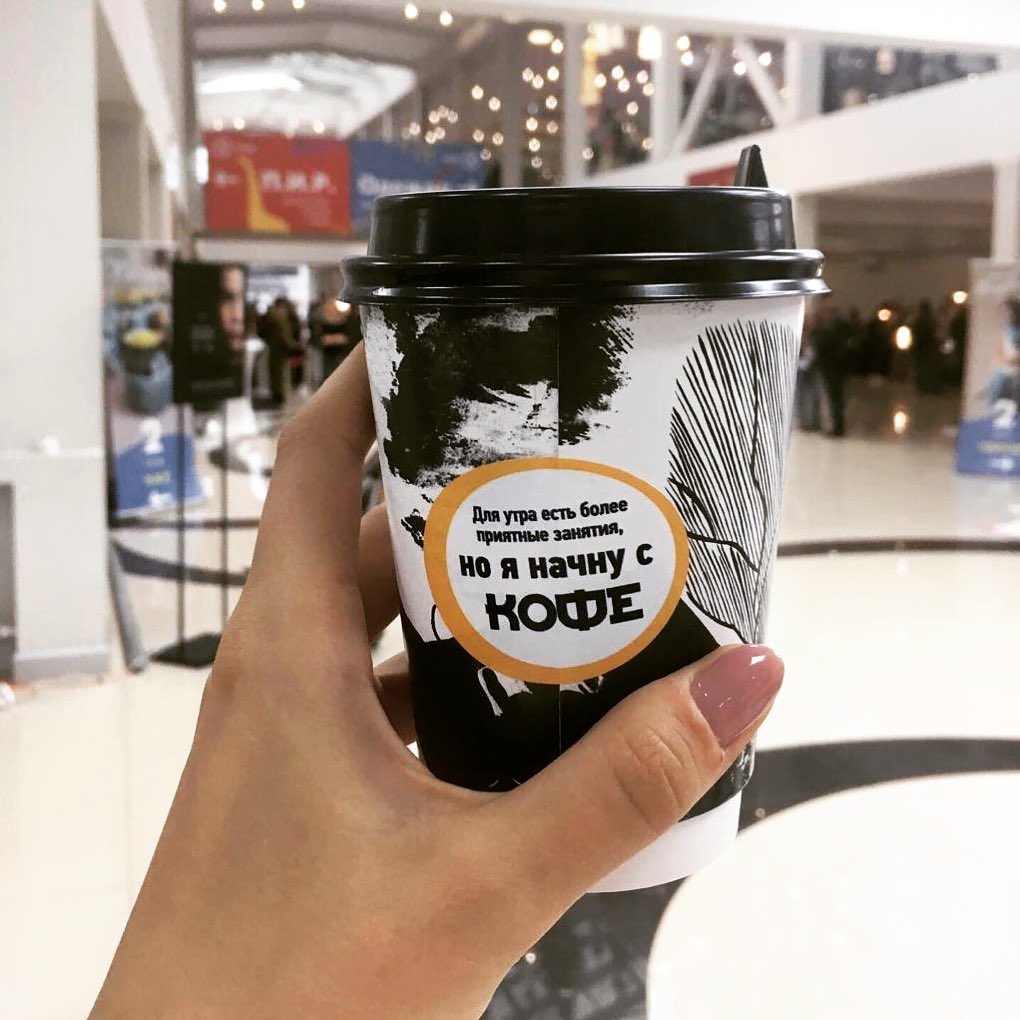 П.И.Р.
Для утра есть более
приятные занятия,
но я начну с
КОФЕ